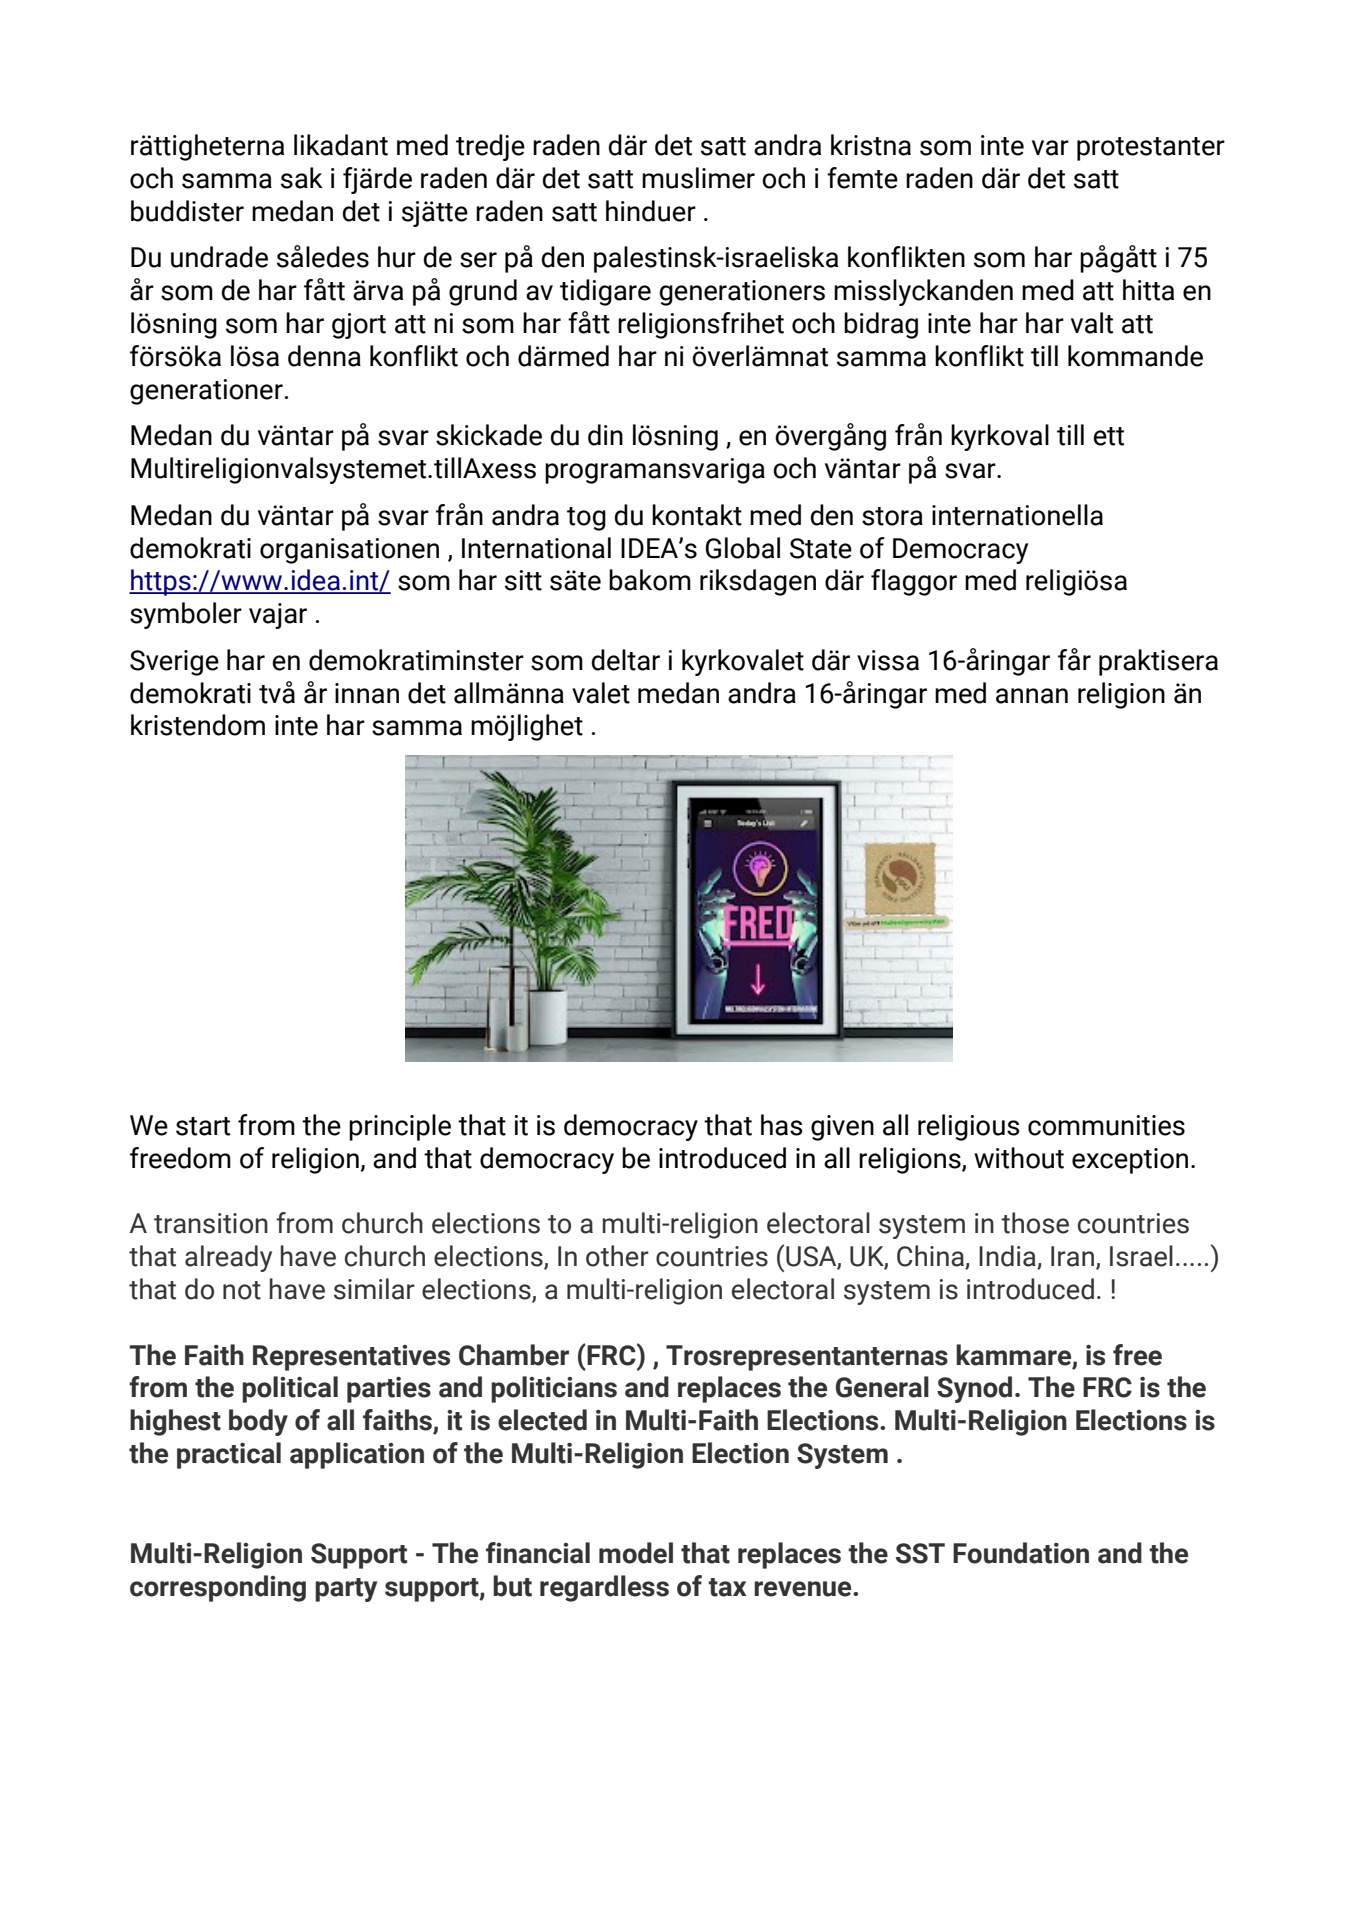 rättigheterna likadant med tredje raden där det satt andra kristna som inte var protestanter
och samma sak i fjärde raden där det satt muslimer och i femte raden där det satt
buddister medan det i sjätte raden satt hinduer .
Du undrade således hur de ser på den palestinsk-israeliska konflikten som har pågått i 75
år som de har fått ärva på grund av tidigare generationers misslyckanden med att hitta en
lösning som har gjort att ni som har fått religionsfrihet och bidrag inte har har valt att
försöka lösa denna konflikt och därmed har ni överlämnat samma konflikt till kommande
generationer.
Medan du väntar på svar skickade du din lösning , en övergång från kyrkoval till ett
Multireligionvalsystemet.tillAxess programansvariga och väntar på svar.
Medan du väntar på svar från andra tog du kontakt med den stora internationella
demokrati organisationen , International IDEA’s Global State of Democracy
https://www.idea.int/ som har sitt säte bakom riksdagen där flaggor med religiösa
symboler vajar .
Sverige har en demokratiminster som deltar i kyrkovalet där vissa 16-åringar får praktisera
demokrati två år innan det allmänna valet medan andra 16-åringar med annan religion än
kristendom inte har samma möjlighet .
Today's List
FRED
We start from the principle that it is democracy that has given all religious communities
freedom of religion, and that democracy be introduced in all religions, without exception.
A transition from church elections to a multi-religion electoral system in those countries
that already have church elections, In other countries (USA, UK, China, India, Iran, Israel.....)
that do not have similar elections, a multi-religion electoral system is introduced. !
The Faith Representatives Chamber (FRC) , Trosrepresentanternas kammare, is free
from the political parties and politicians and replaces the General Synod. The FRC is the
highest body of all faiths, it is elected in Multi-Faith Elections. Multi-Religion Elections is
the practical application of the Multi-Religion Election System .
Multi-Religion Support - The financial model that replaces the SST Foundation and the
corresponding party support, but regardless of tax revenue.